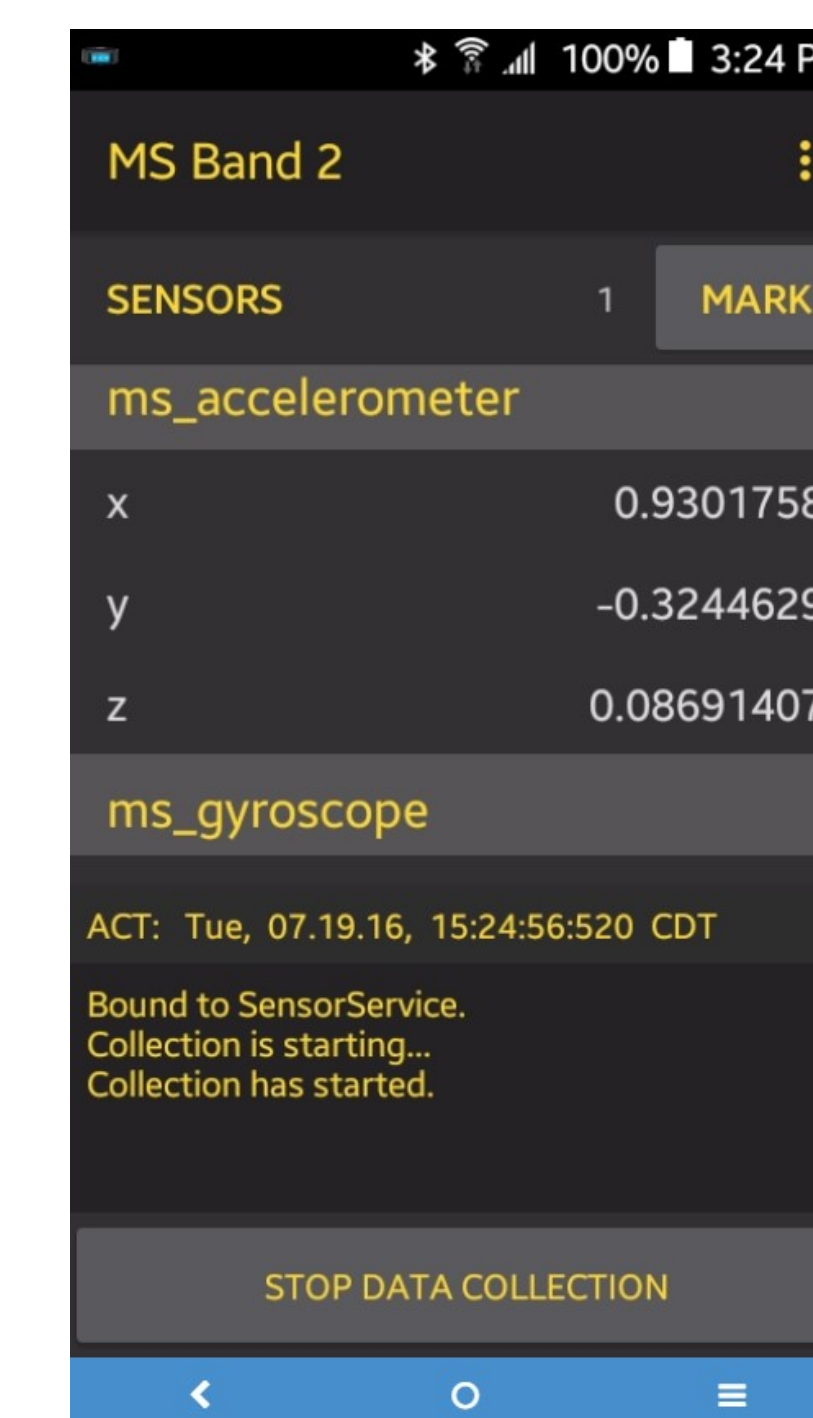 100% 3:24 P
MS Band 2
SENSORS 1 MARK
ms_accelerometer
x 0.9301758
y -0.3244629
z 0.08691407
ms_gyroscope
ACT: Tue, 07.19.16, 15:24:56:520 CDT
Bound to SensorService.
Collection is starting...
Collection has started.
STOP DATA COLLECTION